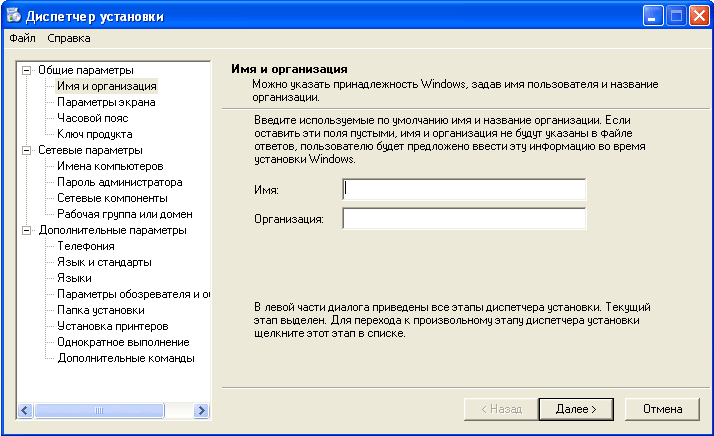 Диспетчер установки
Файл Справка
Общие параметры
Имя и организация
Параметры экрана
Часовой пояс
Ключ продукта
Сетевые параметры
Имена компьютеров
Пароль администратора
Сетевые компоненты
Рабочая группа или домен
Дополнительные параметры
Телефония
Язык и стандарты
Языки
Параметры обозревателя и
Папка установки
Установка принтеров
Однократное выполнение
Дополнительные команды
Имя и организация
Можно указать принадлежность Windows, задав имя пользователя и название
организации.
Введите используемые по умолчанию имя и название организации. Если
оставить эти поля пустыми, имя и организация не будут указаны в файле
ответов, пользователю будет предложено ввести эту информацию во время
установки Windows.
Имя:
Организация:
В левой части диалога приведены все этапы диспетчера установки. Текущий
этап выделен. Для перехода к произвольному этапу диспетчера установки
щелкните этот этап в списке.
< Назад Далее > Отмена